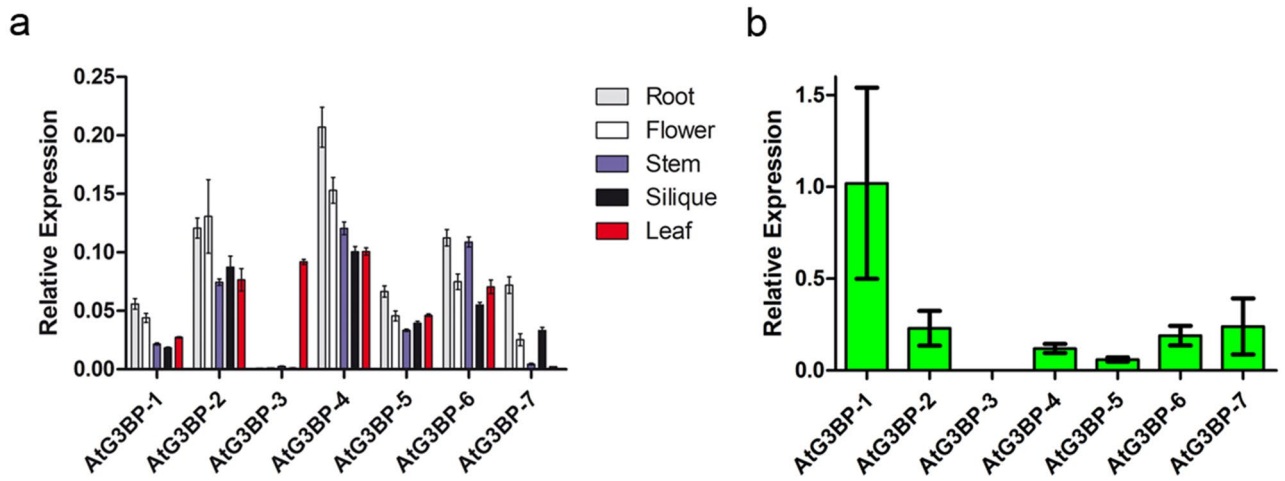 a
b
Relative Expression
0.25
0.20
0.15
0.10
0.05
0.00
AtG3BP-1
AtG3BP-2
AtG3BP-3
AtG3BP-4
AtG3BP-5
AtG3BP-6
AtG3BP-7
Root
Flower
Stem
Silique
Leaf
Relative Expression
1.5
1.0
0.5
0.0
AtG3BP-1
AtG3BP-2
AtG3BP-3
AtG3BP-4
AtG3BP-5
AtG3BP-6
AtG3BP-7